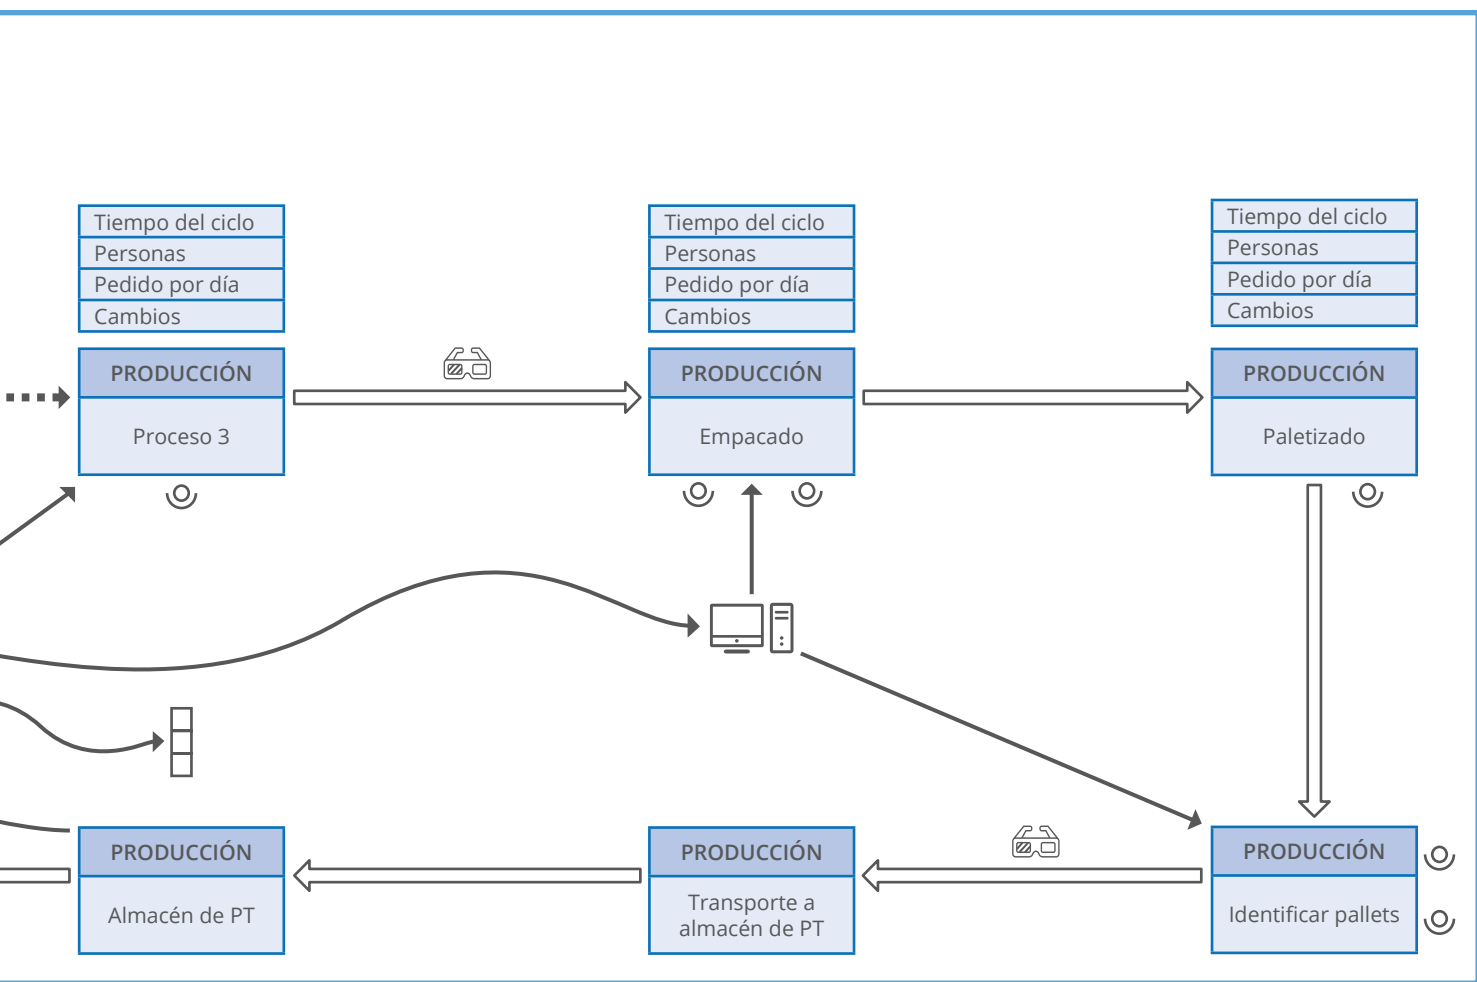 Tiempo del ciclo
Personas
Pedido por día
Cambios
PRODUCCIÓN
Proceso 3
Tiempo del ciclo
Personas
Pedido por día
Cambios
PRODUCCIÓN
Empacado
Tiempo del ciclo
Personas
Pedido por día
Cambios
PRODUCCIÓN
Paletizado
PRODUCCIÓN
Almacén de PT
PRODUCCIÓN
Transporte a
almacén de PT
PRODUCCIÓN
Identificar pallets